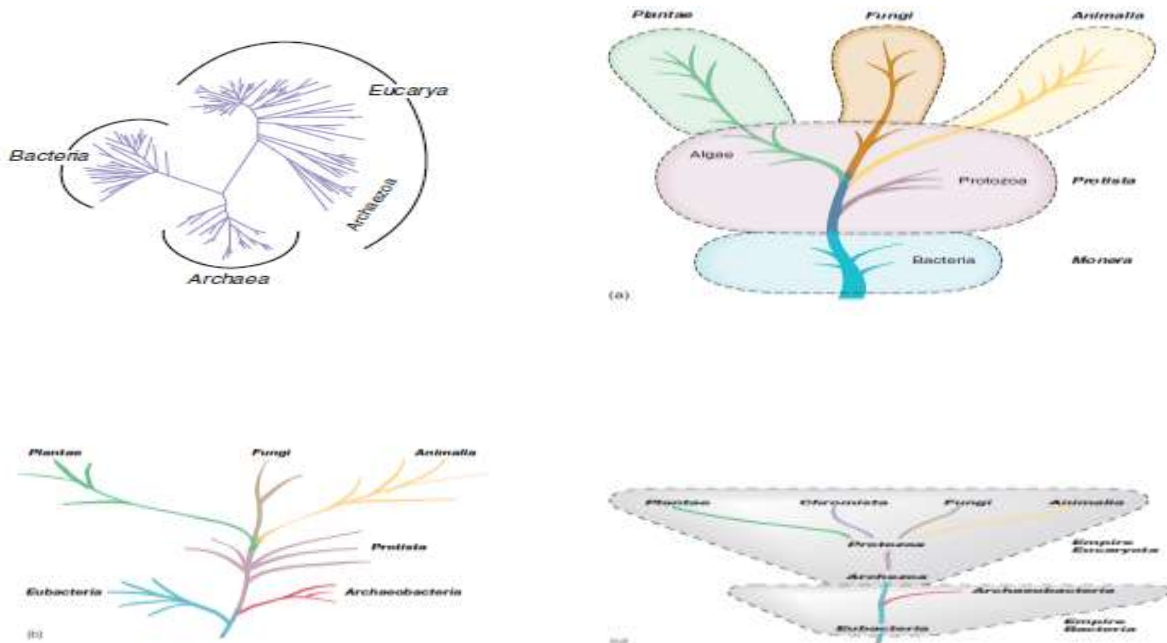 Eucarya
Bacteria
Archaezoa
Archaea
Plantae
Fungi
Animalia
Algae
Protozoa
Protista
Bacteria
Monera
(a)
Plantae
Fungi
Animalia
Protista
Eubacteria
Archaeobacteria
(b)
Plantae
Chromista
Fungi
Animalia
Protozoa
Empire
Eucaryota
Archezoa
Archaeobacteria
Eubacteria
Empire
Bacteria